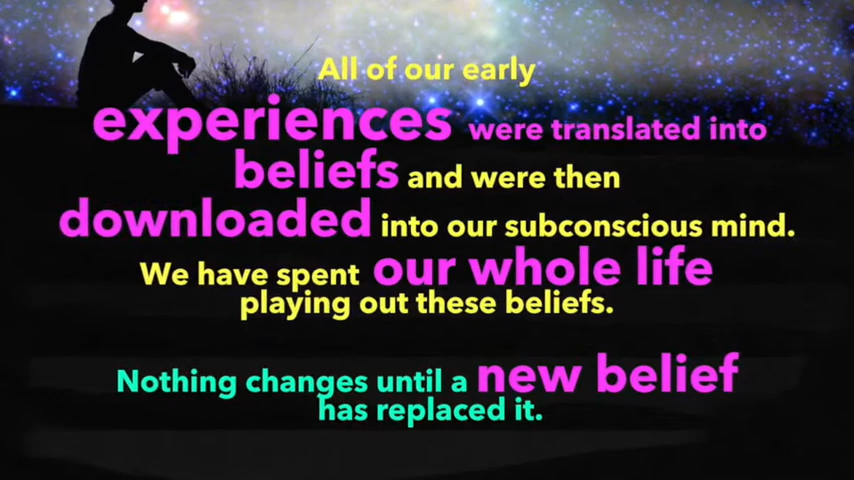 All of our early
experiences were translated into
beliefs and were then
downloaded into our subconscious mind.
We have spent our whole life
playing out these beliefs.
Nothing changes until a new belief
has replaced it.